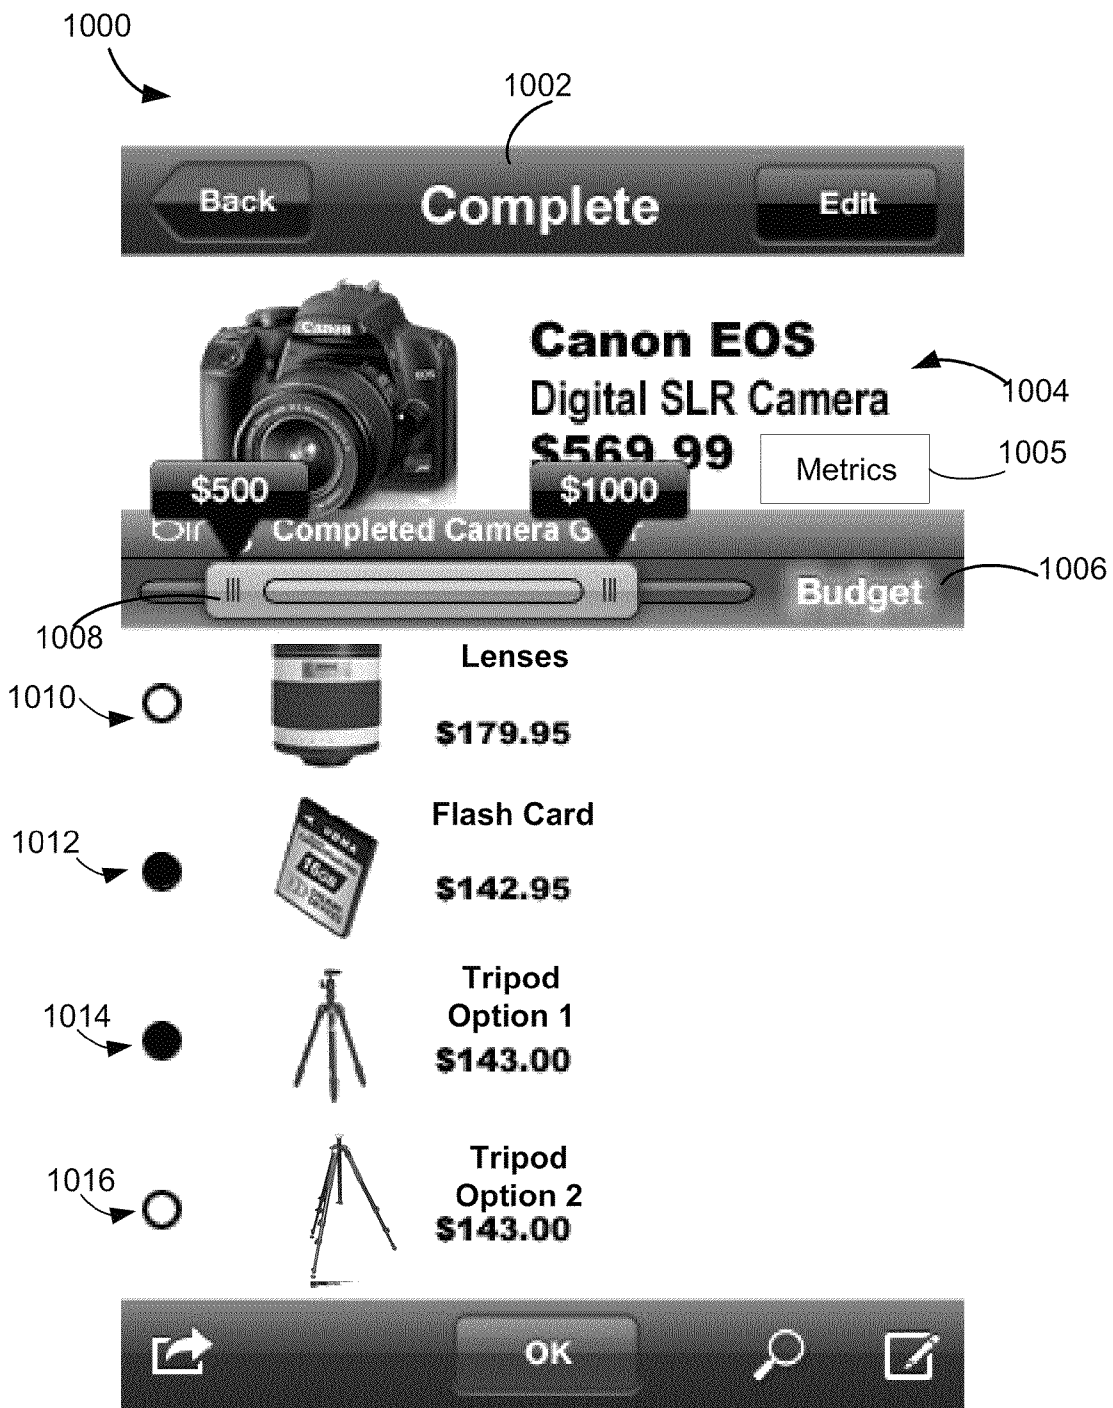 1000
1002
Back Complete Edit
Canon
Canon EOS
Digital SLR Camera
1004
$569.99
Metrics
1005
$500 $1000
Completed Camera
Budget
1006
1008
Lenses
1010
$179.95
Flash Card
1012
$142.95
Tripod
Option 1
1014
$143.00
Tripod
Option 2
1016
$143.00
OK